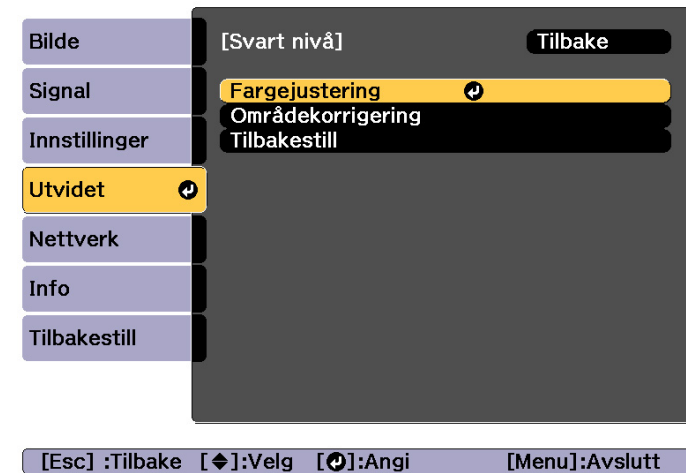 Bilde
Signal
Innstillinger
Utvidet
Nettverk
Info
Tilbakestill
[Svart nivå] Tilbake
Fargejustering
Områdekorrigering
Tilbakestill
[Esc] :Tilbake [◆]:Velg [↵]:Angi [Menu]:Avslutt